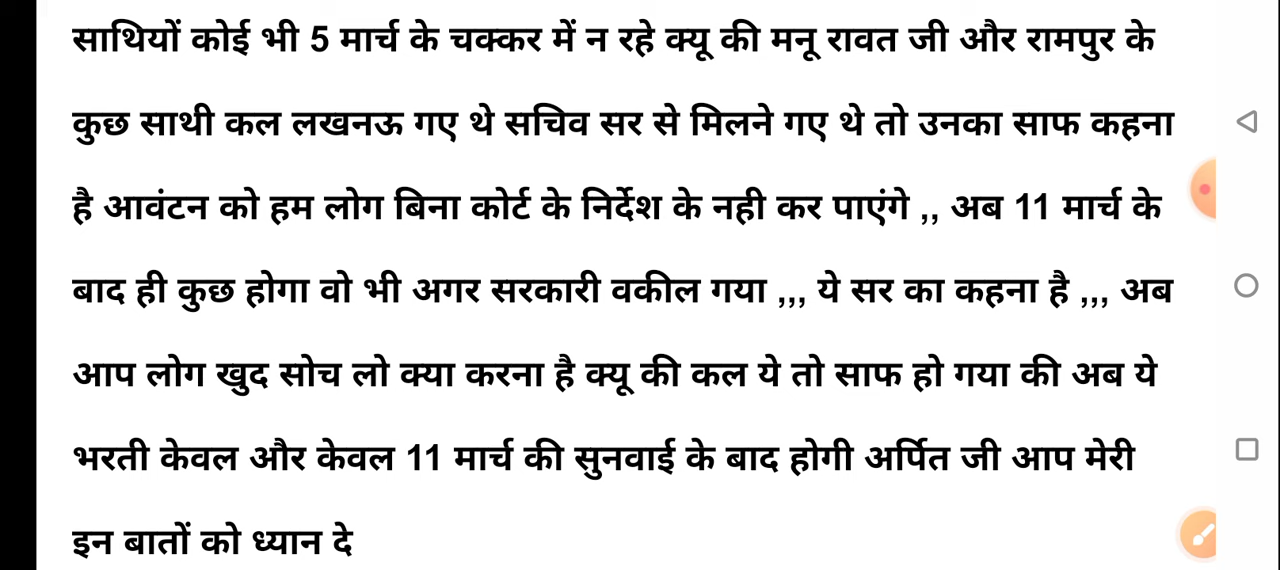 साथियों कोई भी 5 मार्च के चक्कर में न रहे क्यू की मनू रावत जी और रामपुर के
कुछ साथी कल लखनऊ गए थे सचिव सर से मिलने गए थे तो उनका साफ कहना
है आवंटन को हम लोग बिना कोर्ट के निर्देश के नही कर पाएंगे ,, अब 11 मार्च के
बाद ही कुछ होगा वो भी अगर सरकारी वकील गया ,,, ये सर का कहना है ,,, अब
आप लोग खुद सोच लो क्या करना है क्यू की कल ये तो साफ हो गया की अब ये
भरती केवल और केवल 11 मार्च की सुनवाई के बाद होगी अर्पित जी आप मेरी
इन बातों को ध्यान दे